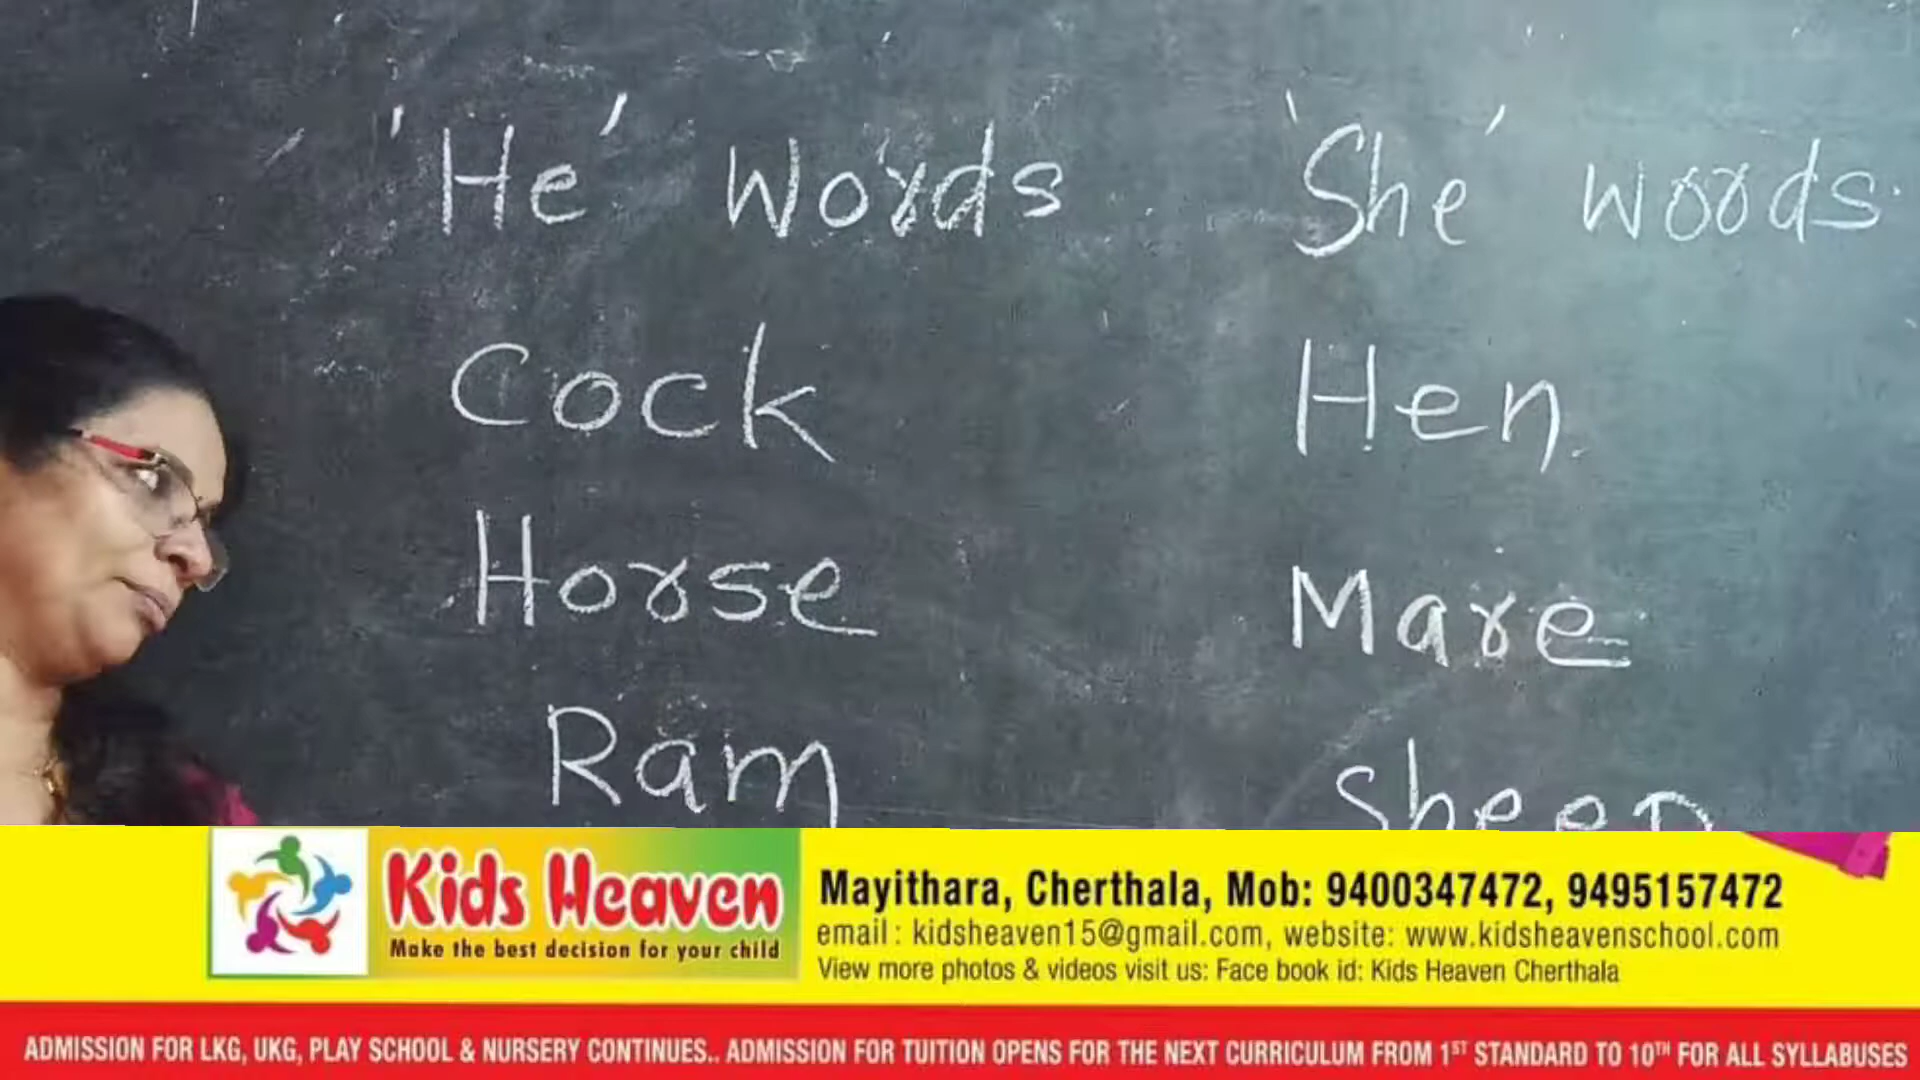 'He' Words 'She' words.
Cock Hen.
Horse Mare
Ram Sheep
Kids Heaven
Make the best decision for your child
Mayithara, Cherthala, Mob: 9400347472, 9495157472
email : kidsheaven15@gmail.com, website: www.kidsheavenschool.com
View more photos & videos visit us: Face book id: Kids Heaven Cherthala
ADMISSION FOR LKG, UKG, PLAY SCHOOL & NURSERY CONTINUES.. ADMISSION FOR TUITION OPENS FOR THE NEXT CURRICULUM FROM 1ST STANDARD TO 10TH FOR ALL SYLLABUSES